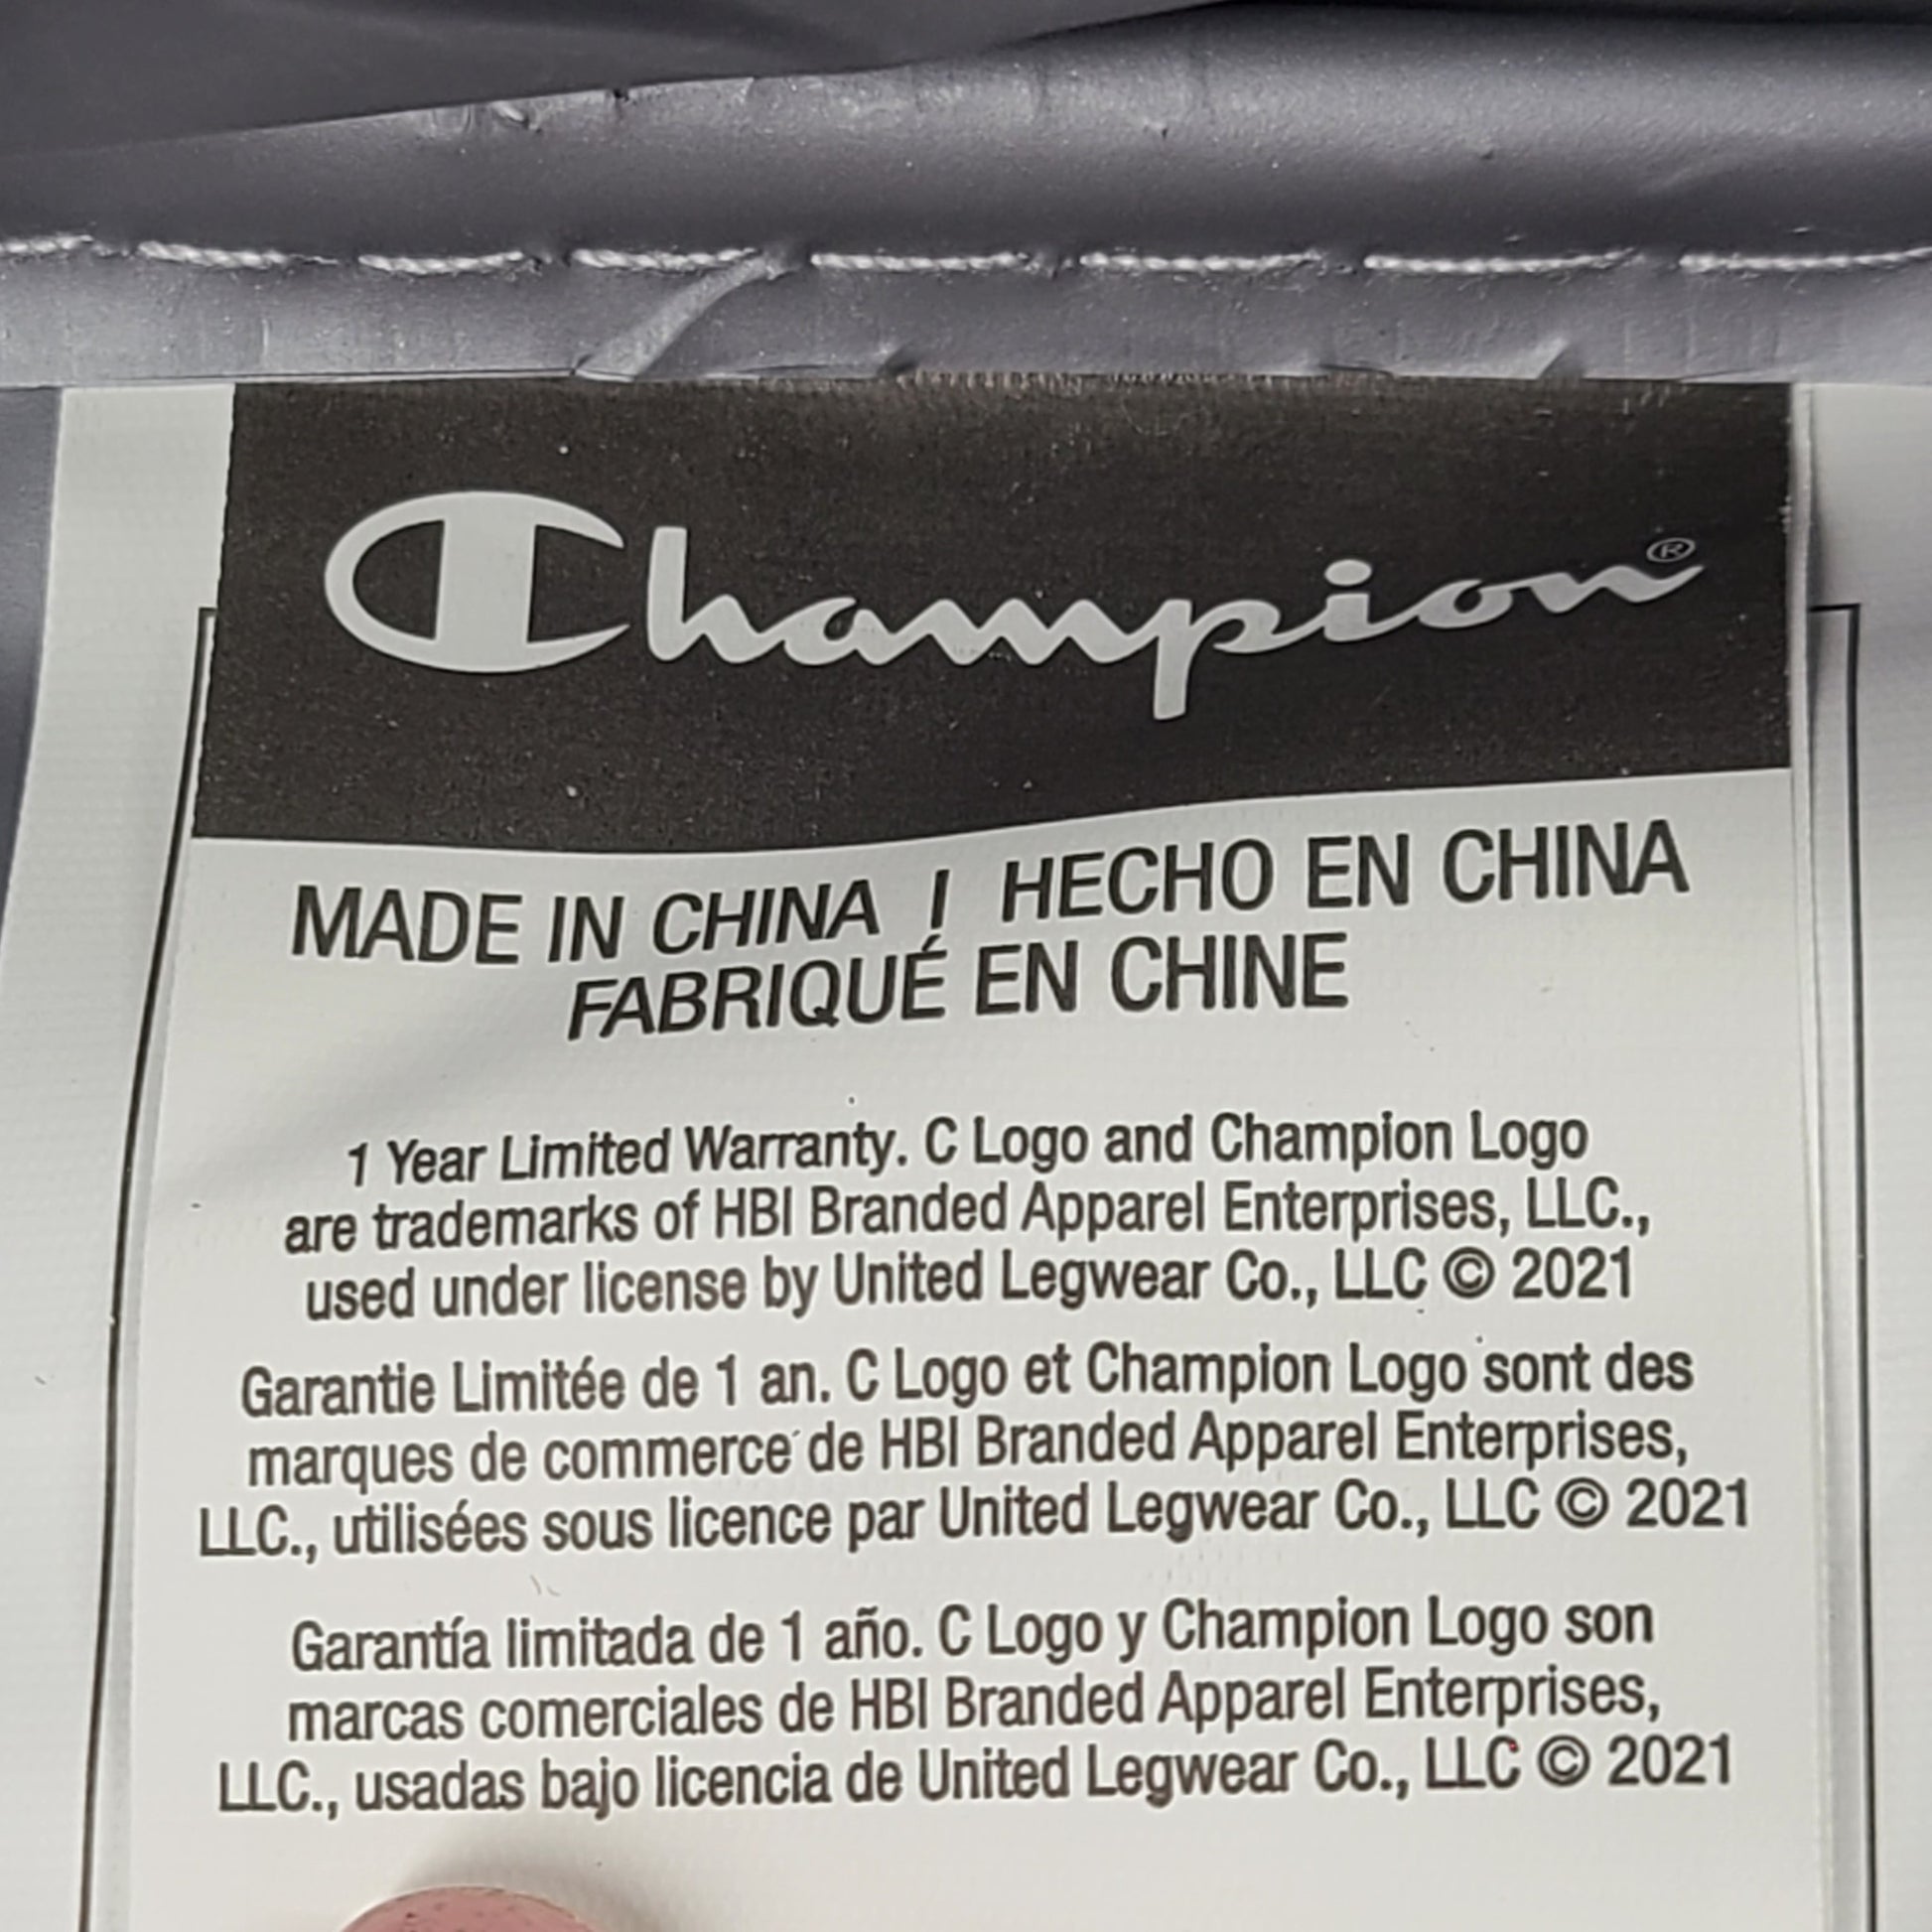 Champion®
MADE IN CHINA | HECHO EN CHINA
FABRIQUÉ EN CHINE
1 Year Limited Warranty. C Logo and Champion Logo
are trademarks of HBI Branded Apparel Enterprises, LLC.,
used under license by United Legwear Co., LLC © 2021
Garantie Limitée de 1 an. C Logo et Champion Logo sont des
marques de commerce de HBI Branded Apparel Enterprises,
LLC., utilisées sous licence par United Legwear Co., LLC © 2021
Garantía limitada de 1 año. C Logo y Champion Logo son
marcas comerciales de HBI Branded Apparel Enterprises,
LLC., usadas bajo licencia de United Legwear Co., LLC © 2021